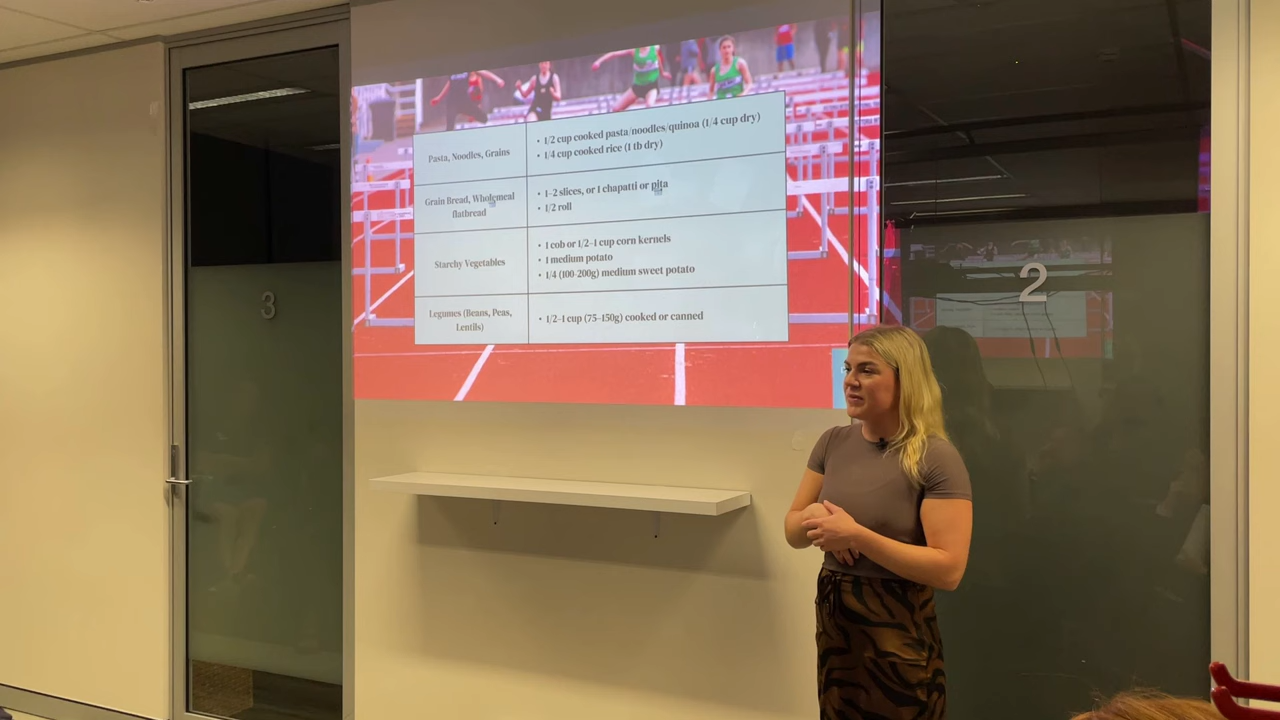 Pasta, Noodles, Grains
• 1/2 cup cooked pasta/noodles/quinoa (1/4 cup dry)
• 1/4 cup cooked rice (1 tb dry)
Grain Bread, Wholemeal
flatbread
• 1-2 slices, or 1 chapatti or pita
• 1/2 roll
Starchy Vegetables
• 1 cob or 1/2-1 cup corn kernels
• 1 medium potato
• 1/4 (100-200g) medium sweet potato
Legumes (Beans, Peas,
Lentils)
• 1/2-1 cup (75-150g) cooked or canned
3
2